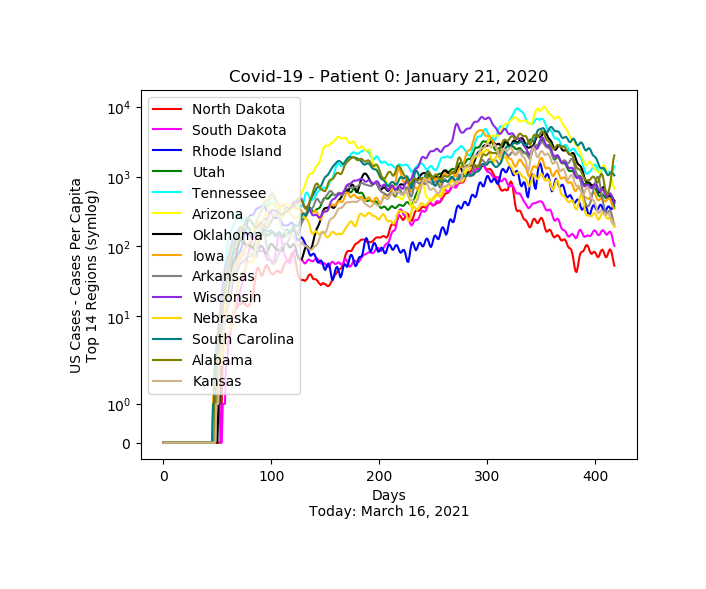 Covid-19 - Patient 0: January 21, 2020
US Cases - Cases Per Capita
Top 14 Regions (symlog)
10^4
10^3
10^2
10^1
10^0
0
North Dakota
South Dakota
Rhode Island
Utah
Tennessee
Arizona
Oklahoma
Iowa
Arkansas
Wisconsin
Nebraska
South Carolina
Alabama
Kansas
0 100 200 300 400
Days
Today: March 16, 2021